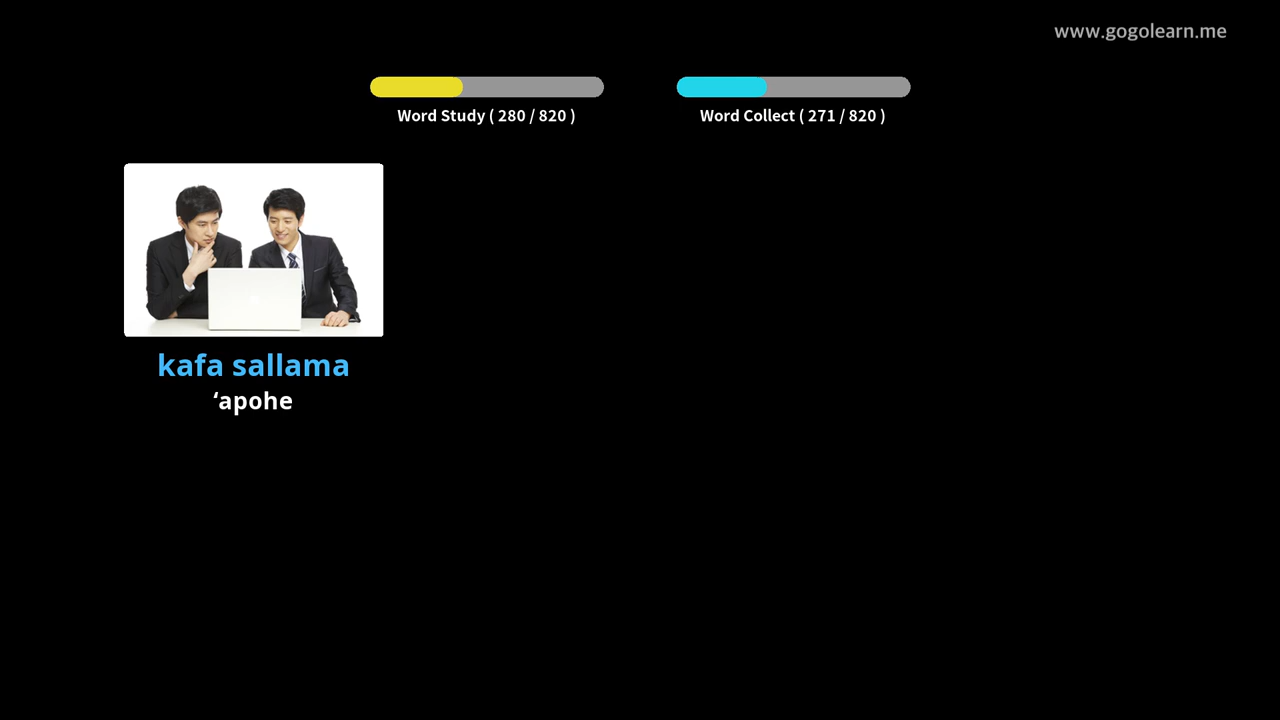 www.gogolearn.me
Word Study ( 280 / 820 )
Word Collect ( 271 / 820 )
kafa sallama
‘apohe